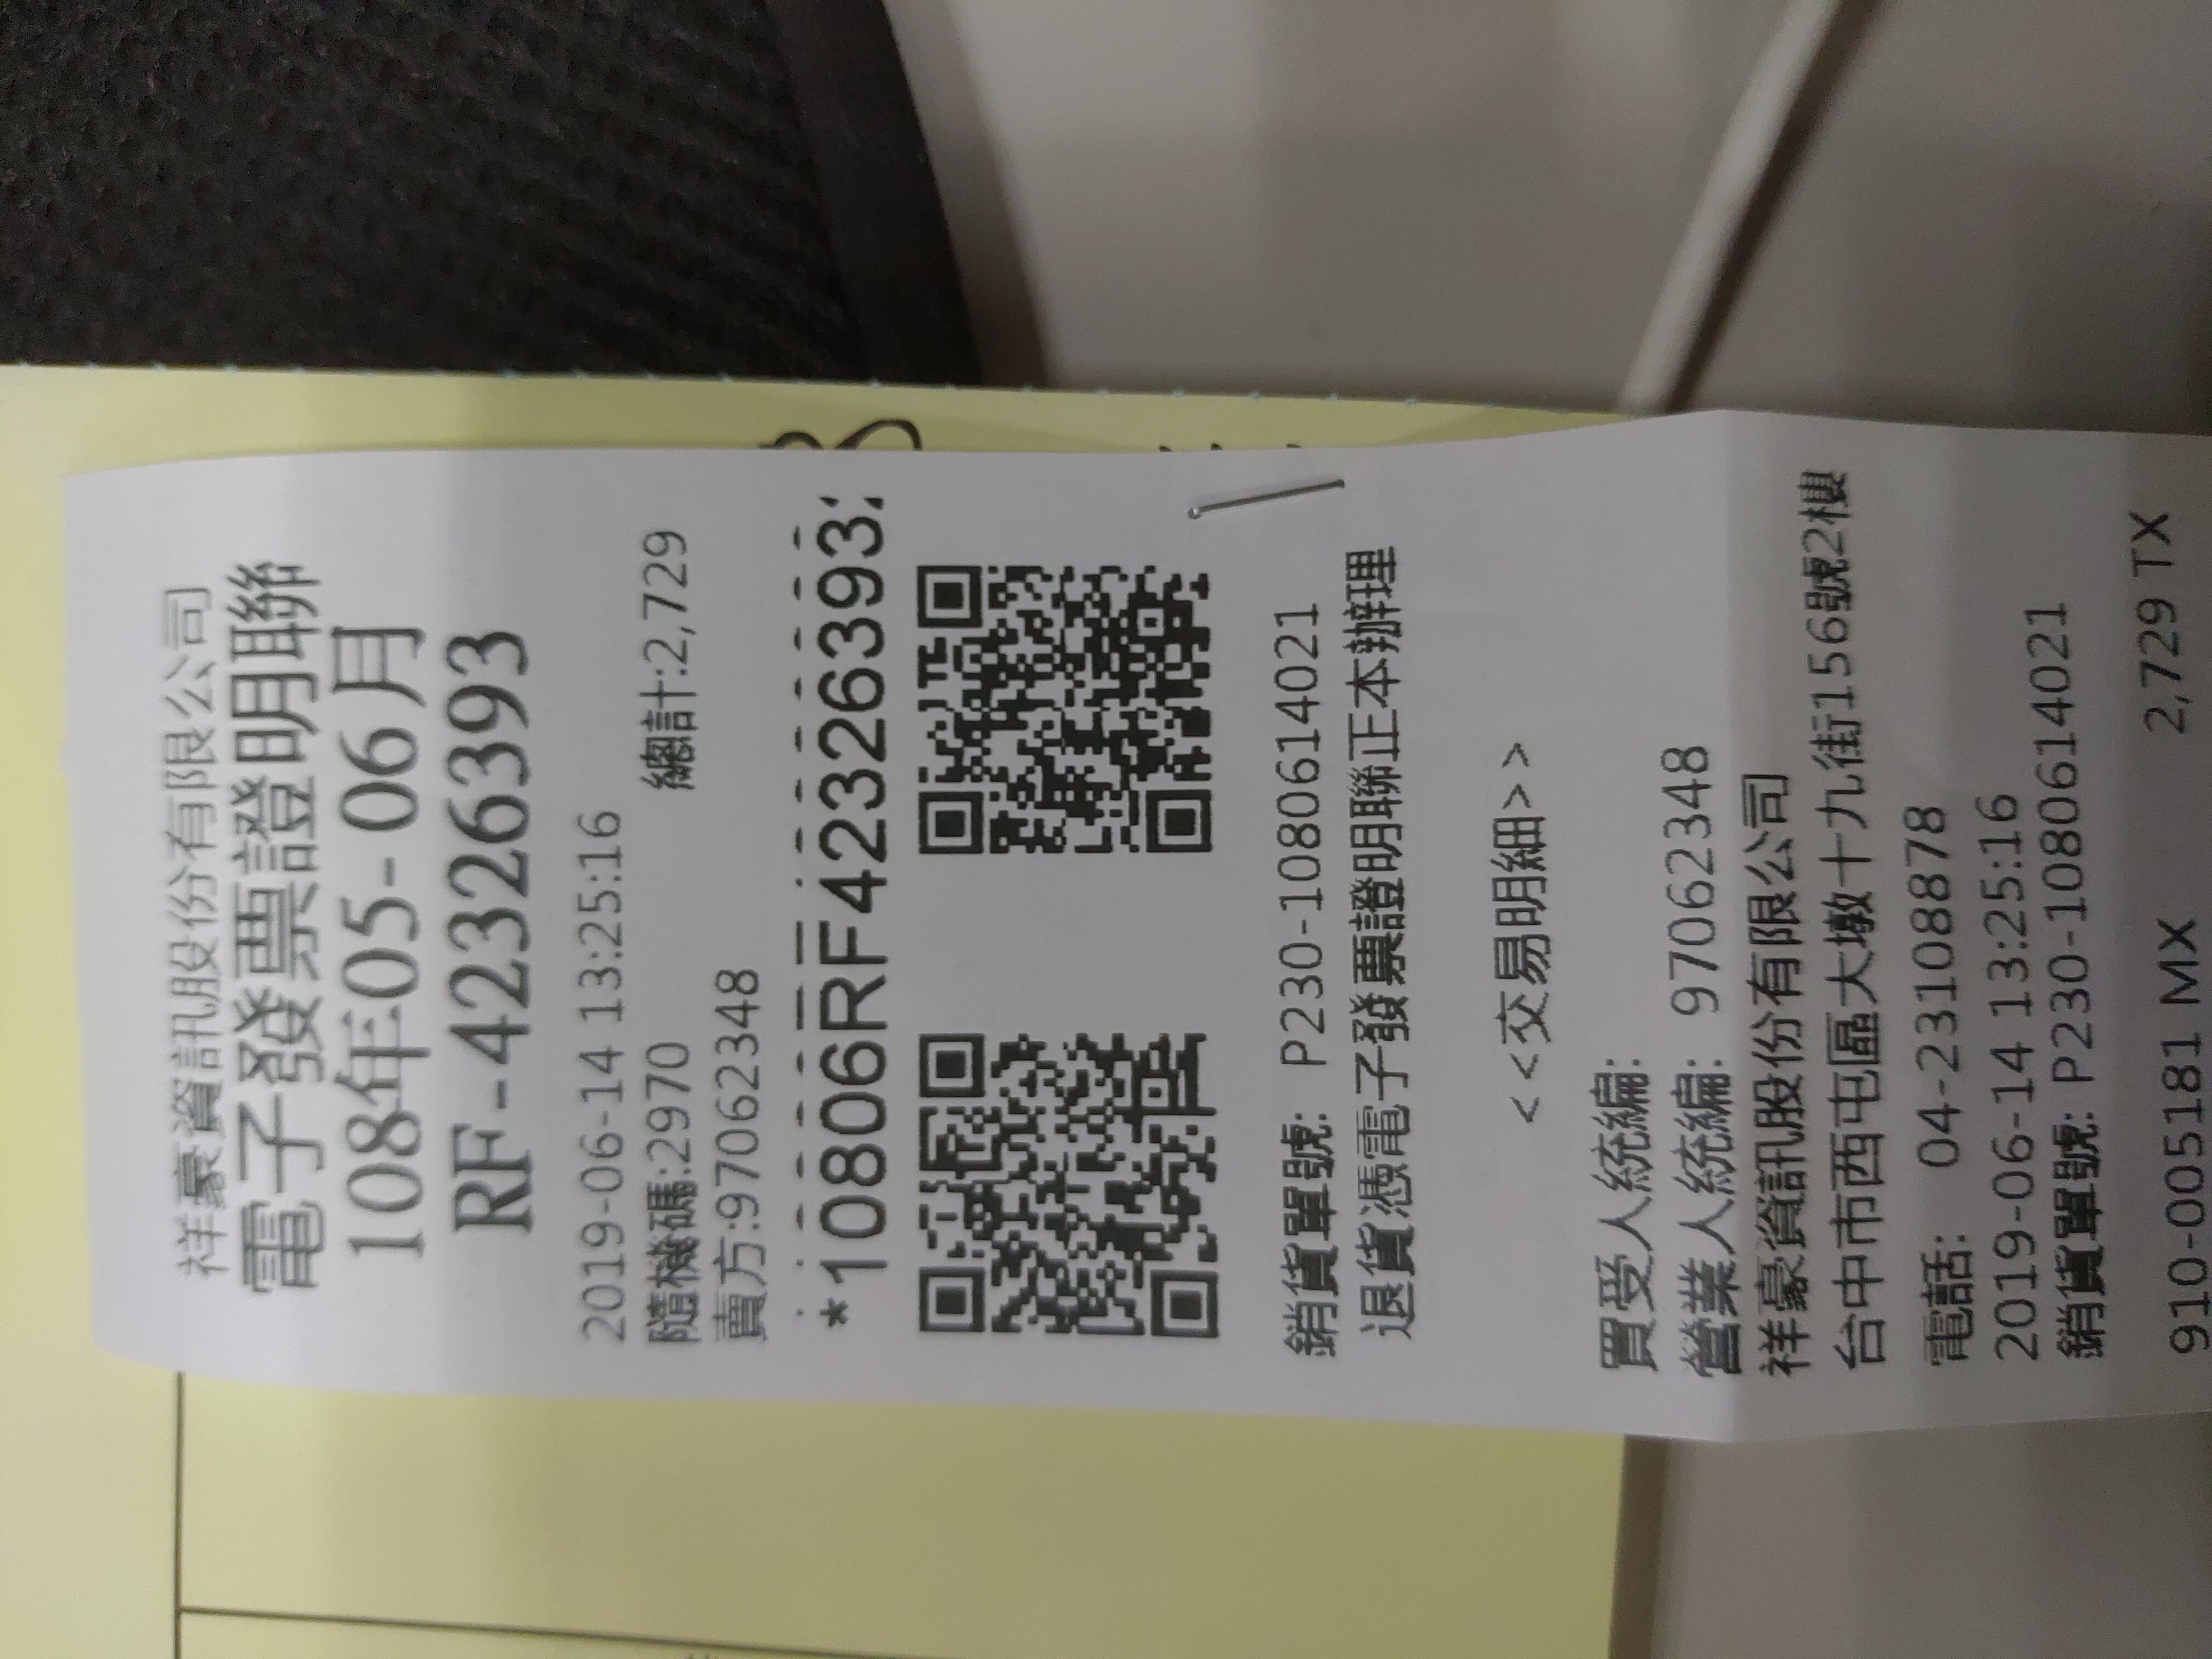 祥豪資訊股份有限公司
電子發票證明聯
108年05-06月
RF-42326393
2019-06-14 13:25:16
隨機碼:2970 總計:2,729
賣方:97062348
*10806RF42326393
銷貨單號: P230-1080614021
退貨憑電子發票證明聯正本辦理
<<交易明細>>
買受人統編:
營業人統編: 97062348
祥豪資訊股份有限公司
台中市西屯區大墩十九街156號2樓
電話: 04-23108878
2019-06-14 13:25:16
銷貨單號: P230-1080614021
910-005181 MX 2,729 TX